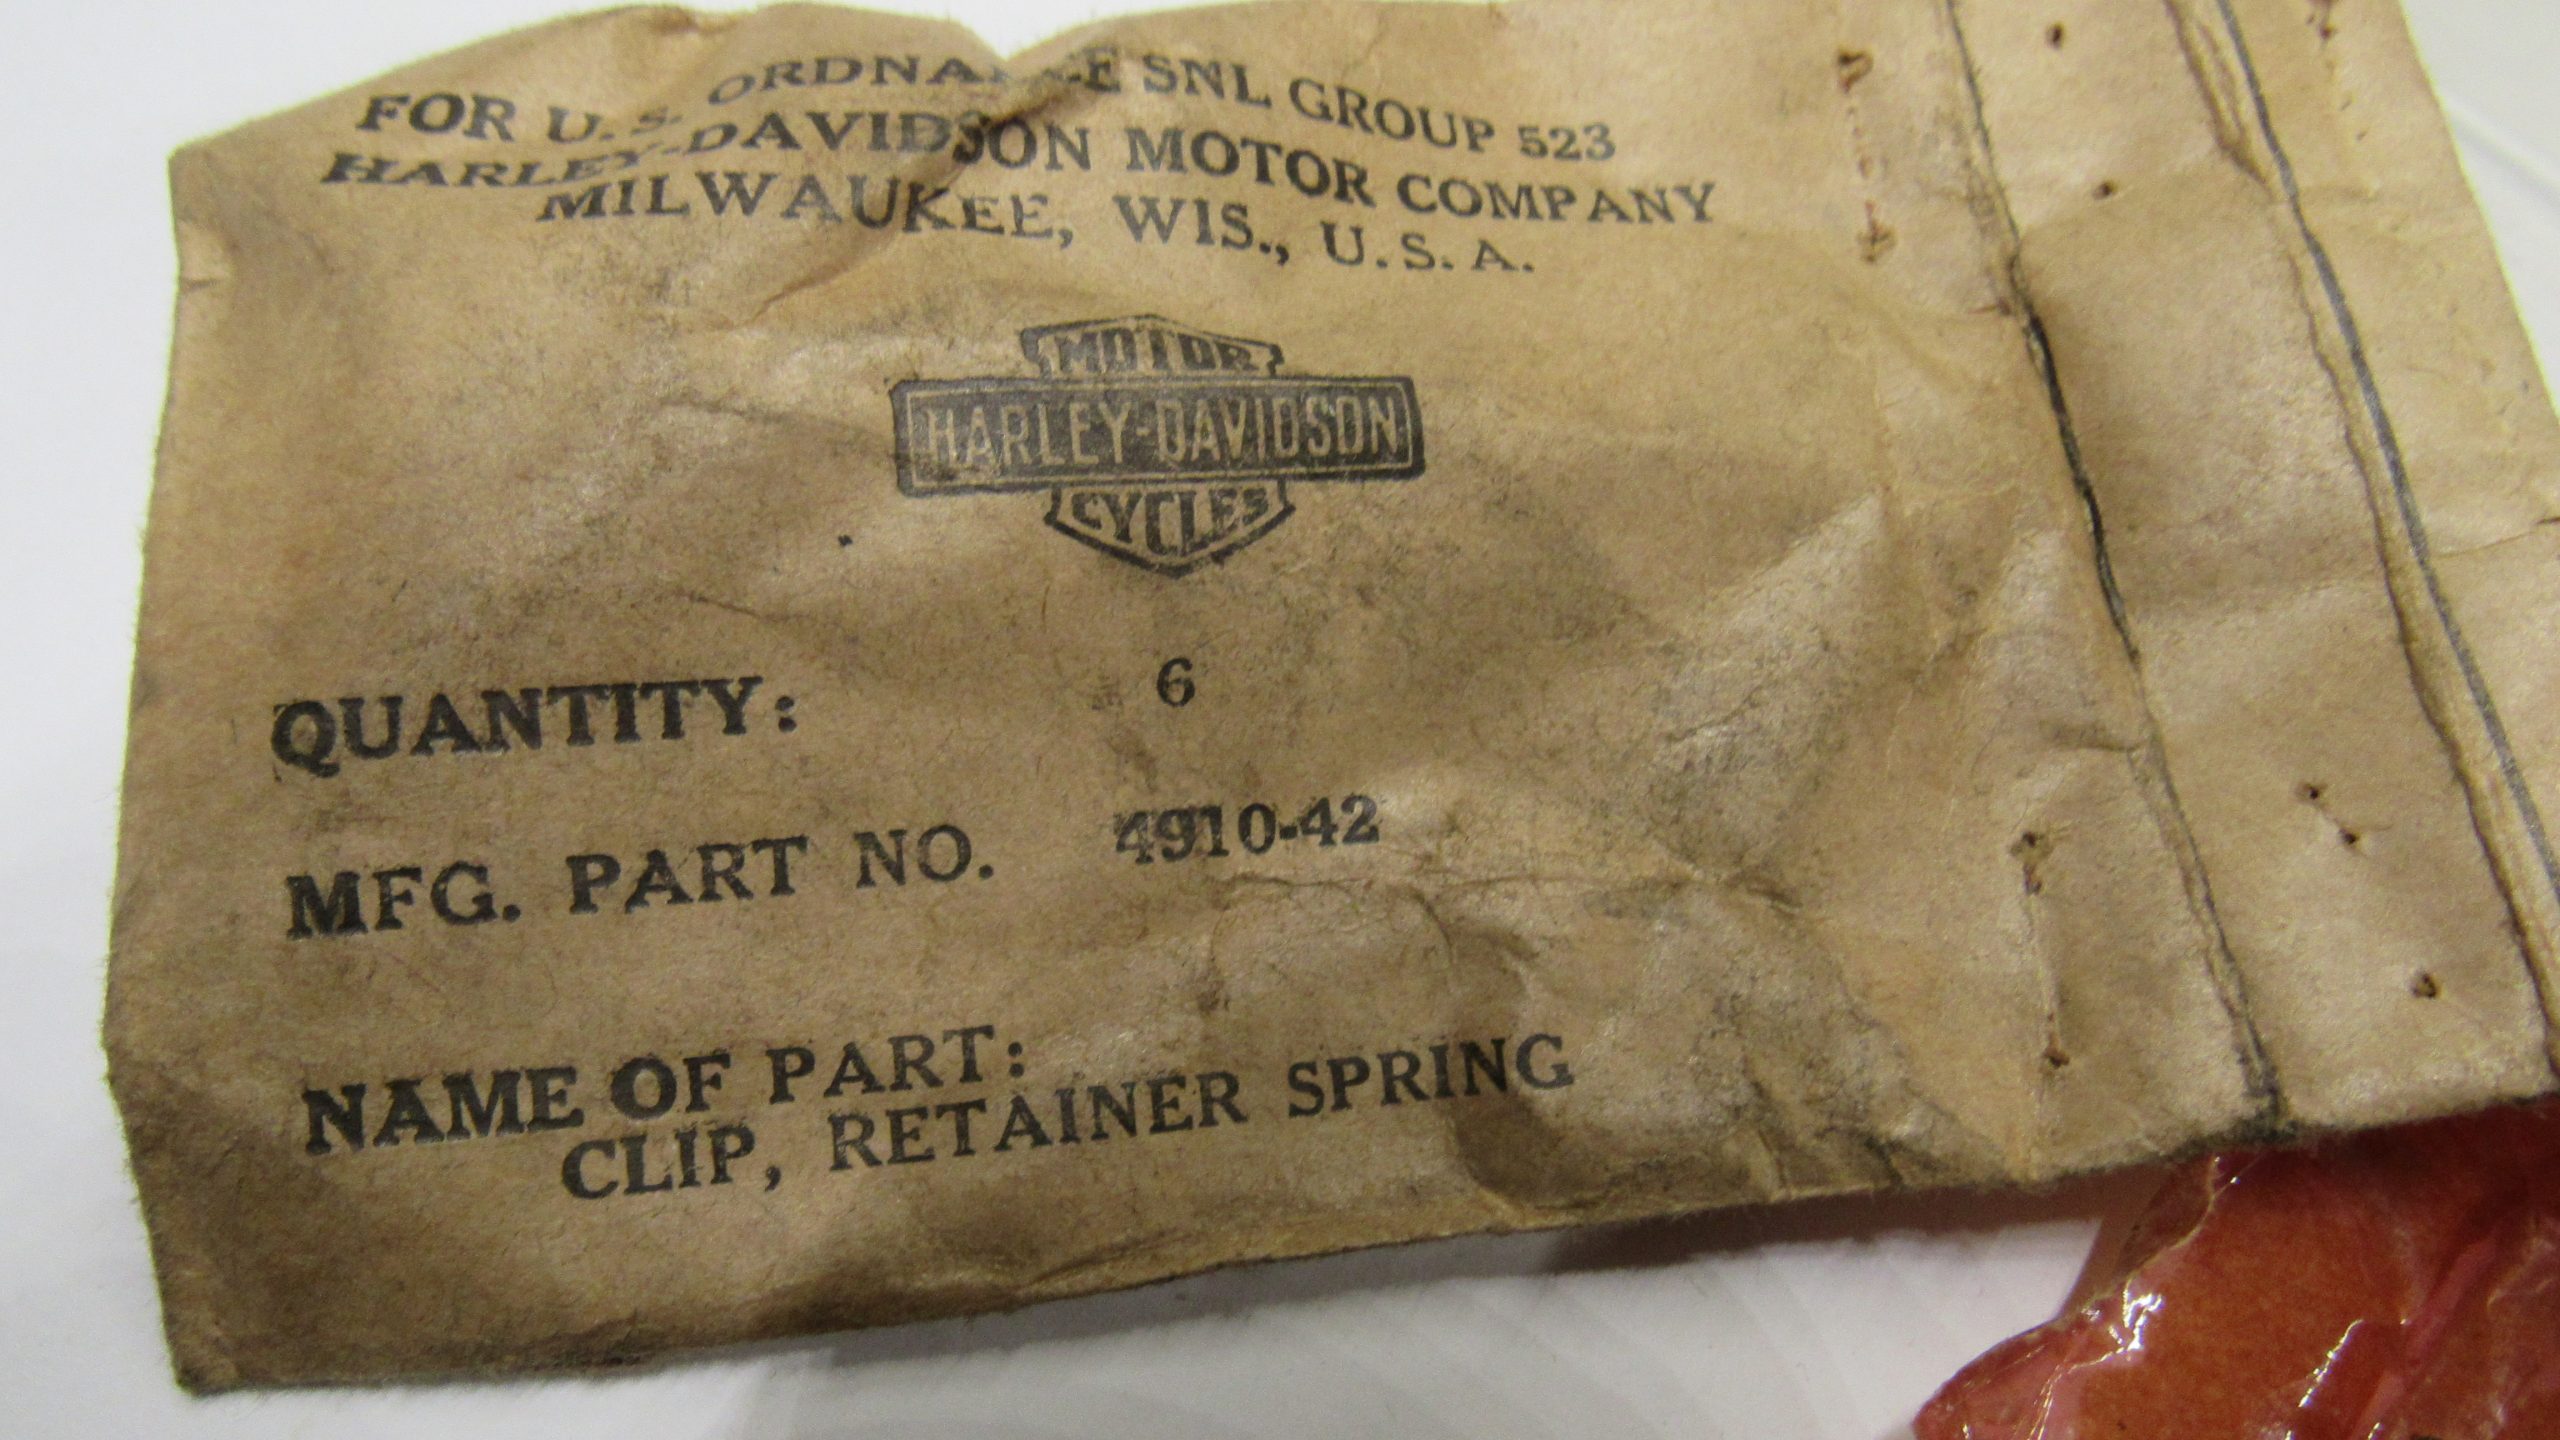 FOR U.S. ORDNANCE SNL GROUP 523
HARLEY-DAVIDSON MOTOR COMPANY
MILWAUKEE, WIS., U.S.A.
MOTOR
HARLEY-DAVIDSON
CYCLES
QUANTITY: 6
MFG. PART NO. 4910-42
NAME OF PART:
CLIP, RETAINER SPRING